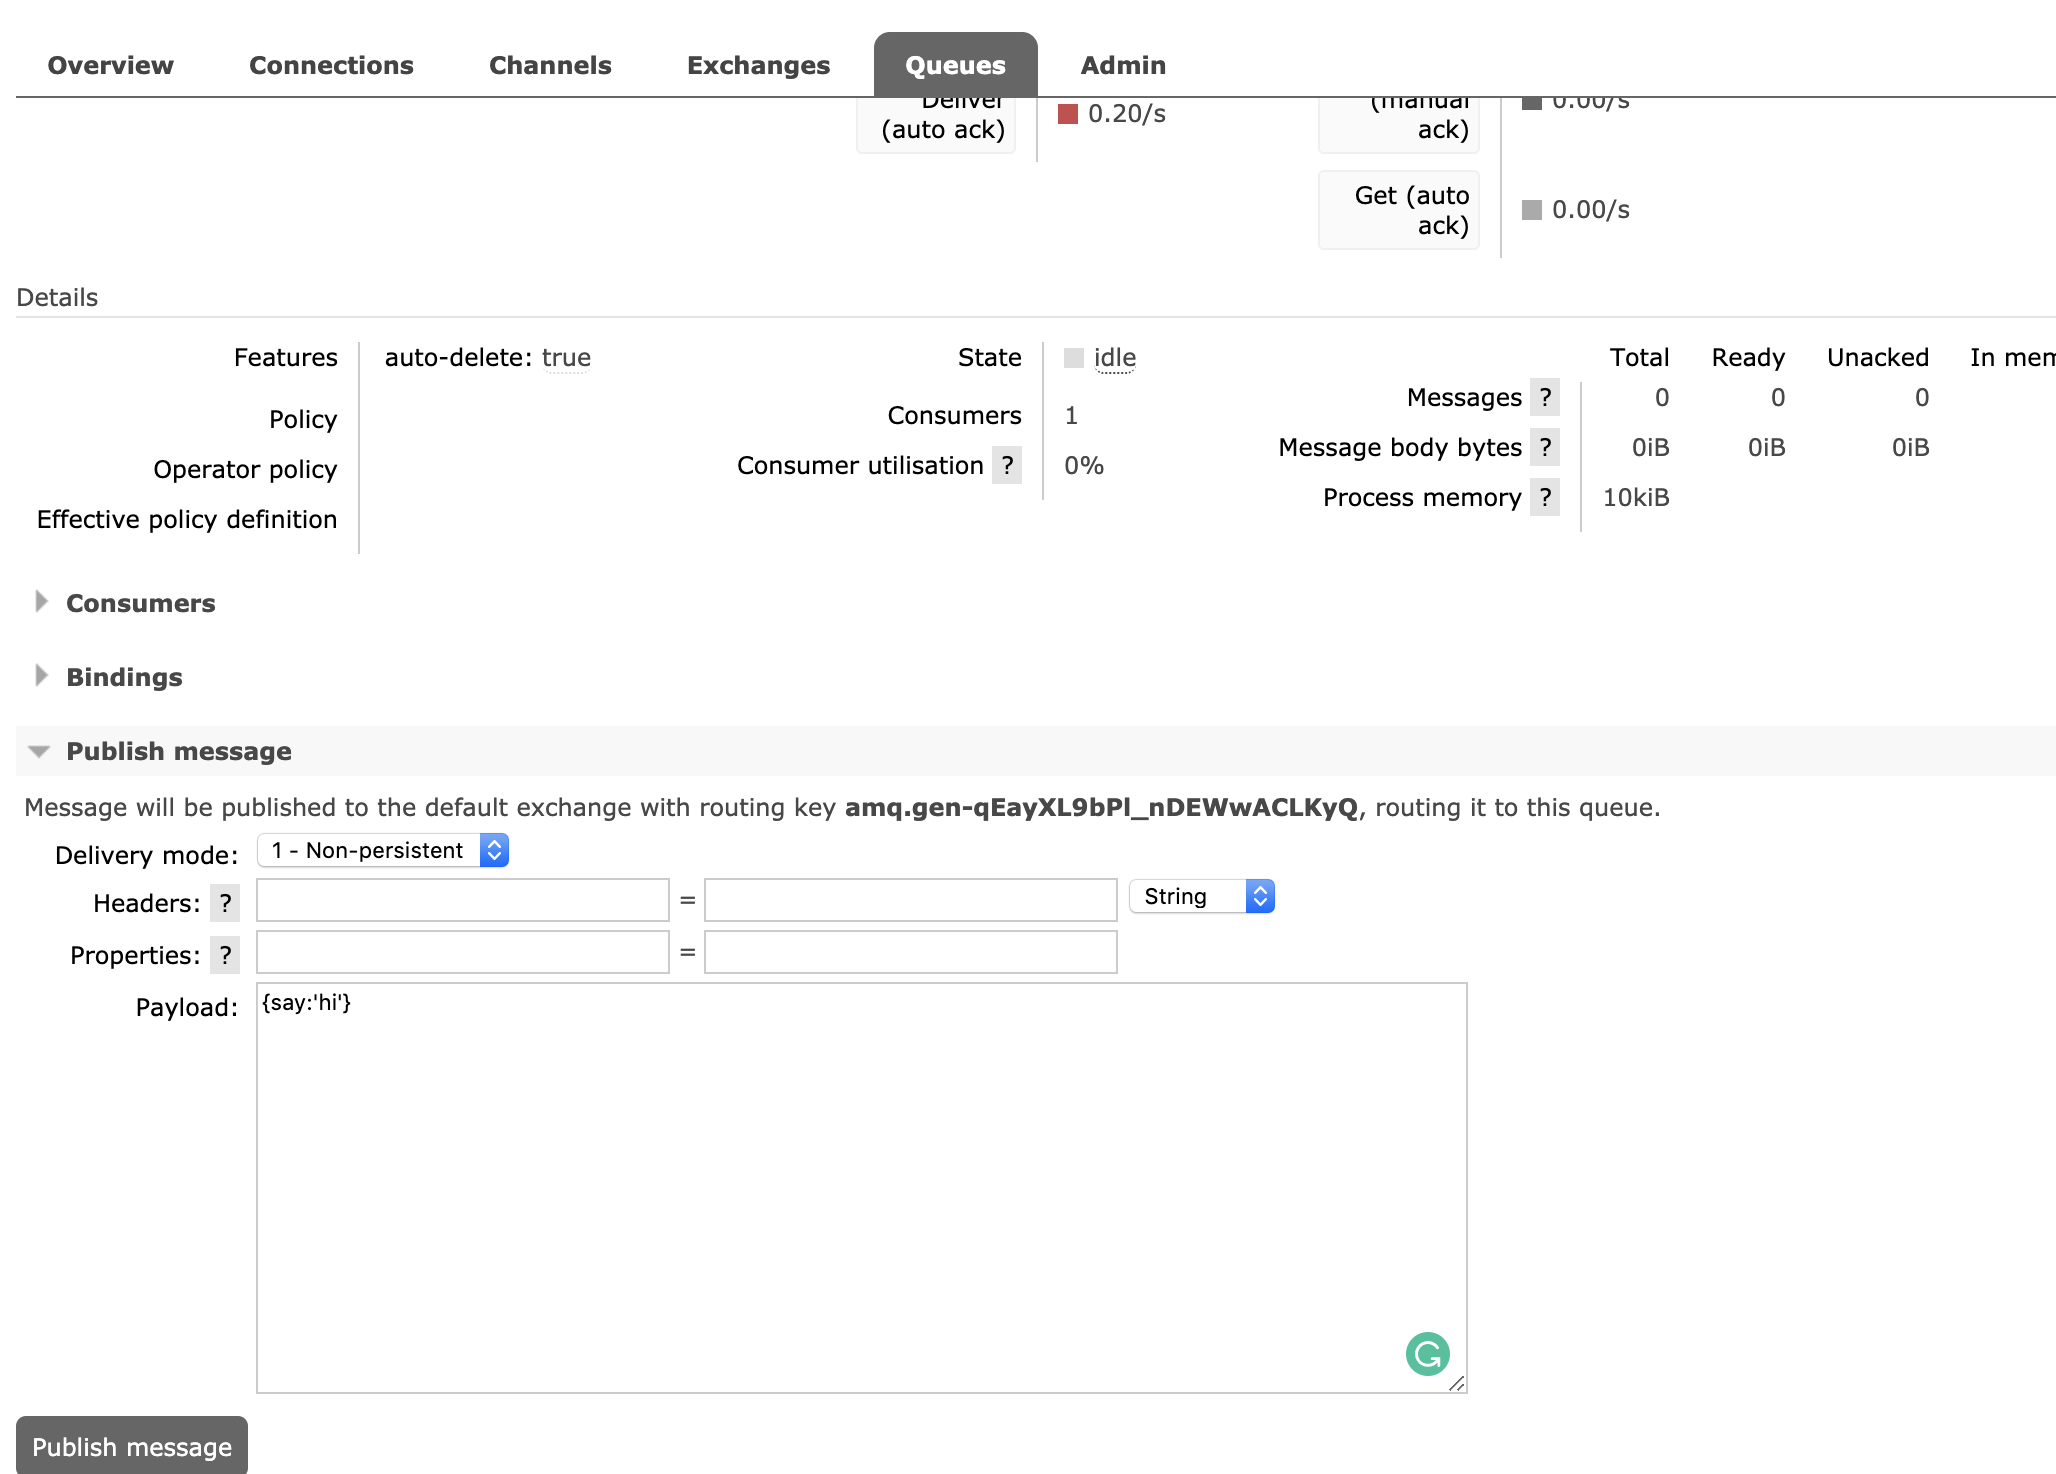 Overview Connections Channels Exchanges Queues Admin
Deliver (manual 0.00/s
(auto ack) 0.20/s ack)
Get (auto
ack) 0.00/s
Details
Features auto-delete: true State idle Total Ready Unacked In mem
Messages ? 0 0 0
Policy Consumers 1
Message body bytes ? 0iB 0iB 0iB
Operator policy Consumer utilisation ? 0%
Process memory ? 10kiB
Effective policy definition
Consumers
Bindings
Publish message
Message will be published to the default exchange with routing key amq.gen-qEayXL9bPl_nDEWwACLKyQ, routing it to this queue.
Delivery mode: 1 - Non-persistent
Headers: ? = String
Properties: ? =
Payload: {say:'hi'}
Publish message